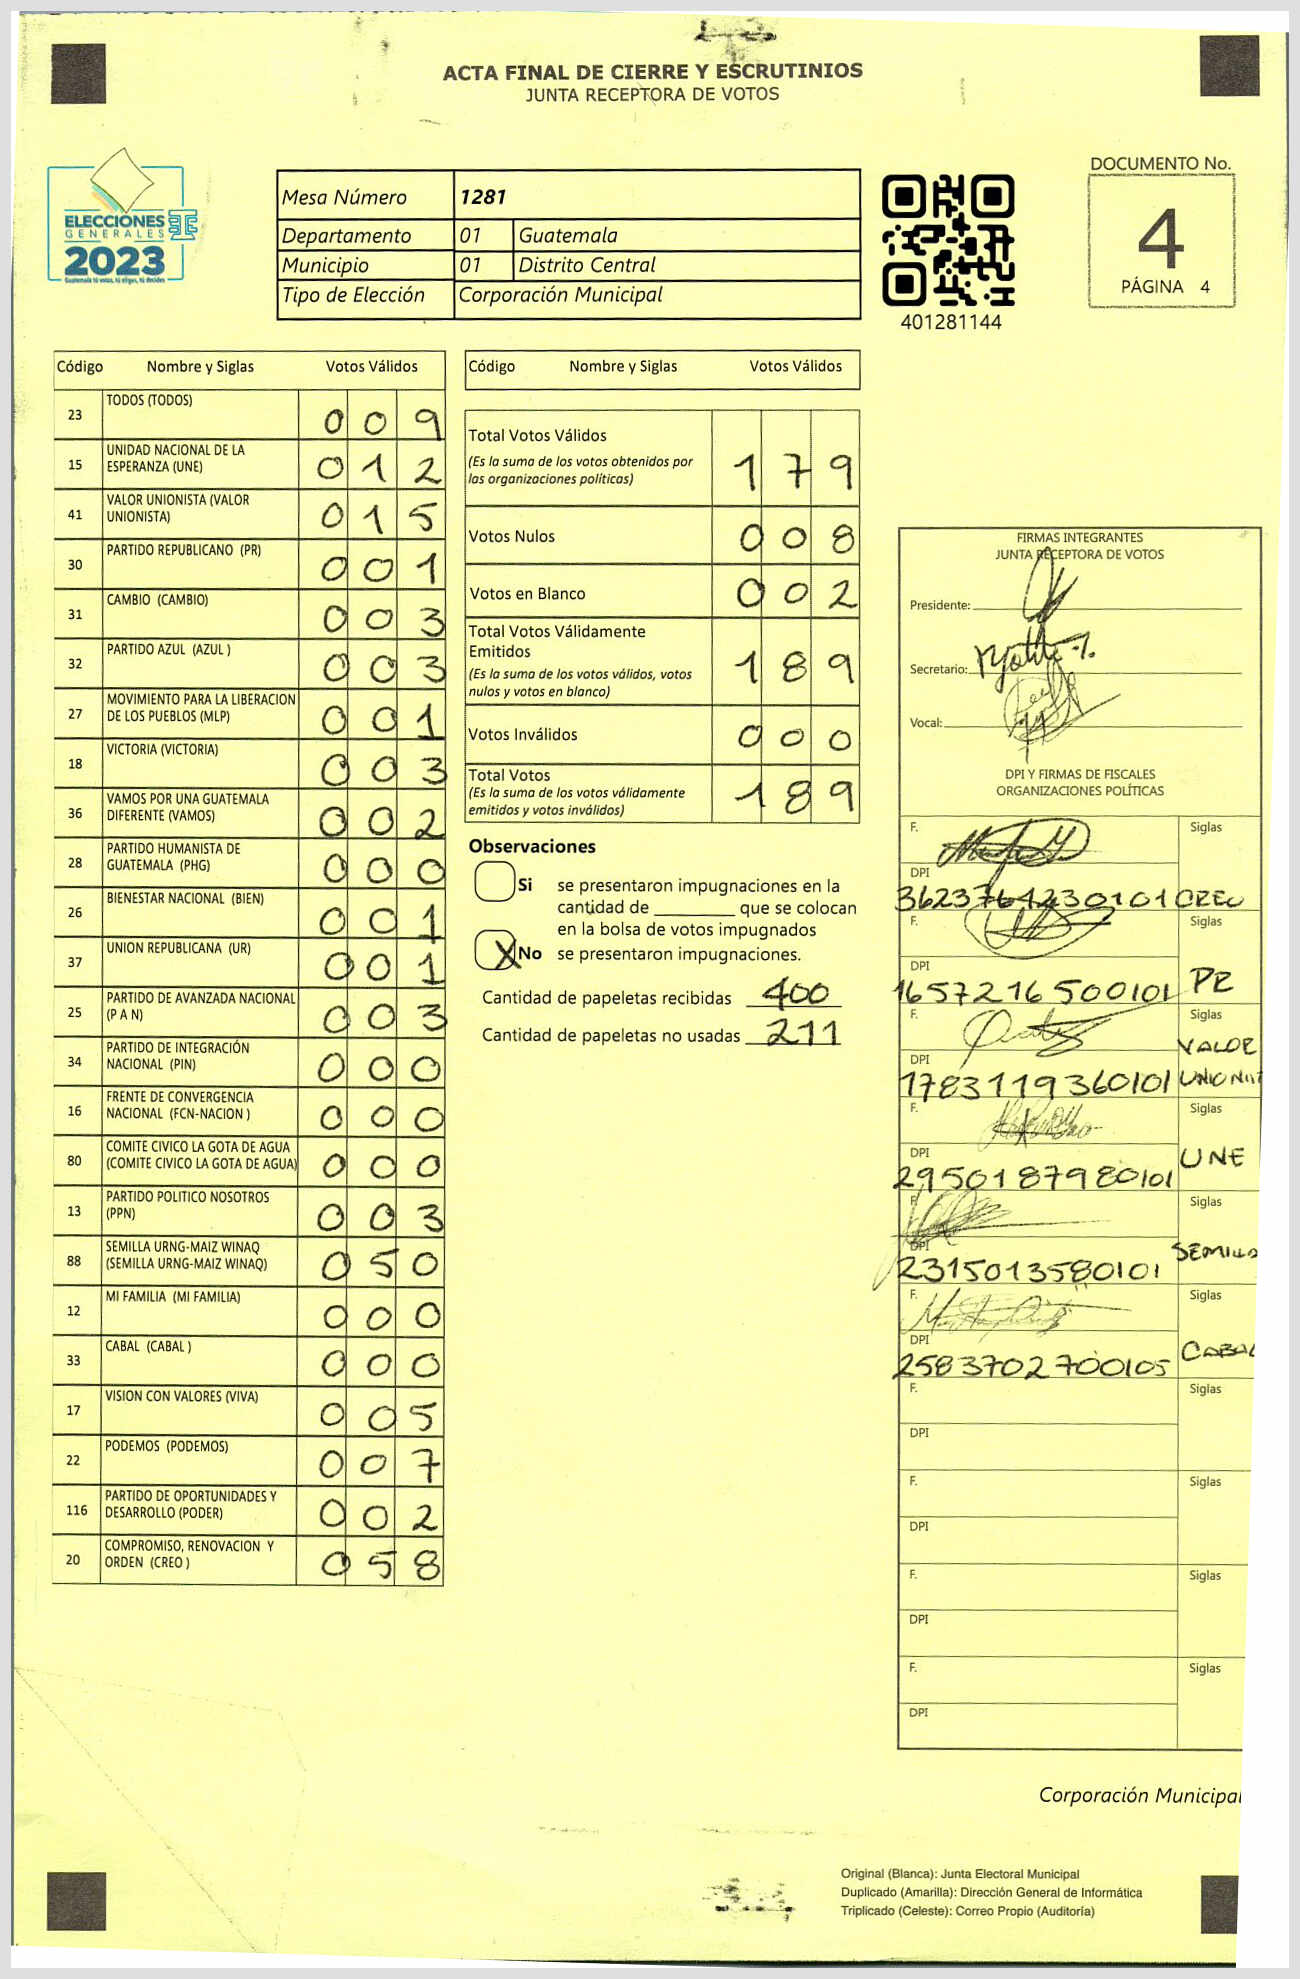 ACTA FINAL DE CIERRE Y ESCRUTINIOS
JUNTA RECEPTORA DE VOTOS
ELECCIONES
GENERALES
2023
Guatemala tú votas, tú eliges, tú decides
Mesa Número 1281
Departamento 01 Guatemala
Municipio 01 Distrito Central
Tipo de Elección Corporación Municipal
401281144
DOCUMENTO No.
4
PÁGINA 4
Código Nombre y Siglas Votos Válidos
23 TODOS (TODOS) 0 0 9
15 UNIDAD NACIONAL DE LA
ESPERANZA (UNE) 0 1 2
41 VALOR UNIONISTA (VALOR
UNIONISTA) 0 1 5
30 PARTIDO REPUBLICANO (PR) 0 0 1
31 CAMBIO (CAMBIO) 0 0 3
32 PARTIDO AZUL (AZUL ) 0 0 3
27 MOVIMIENTO PARA LA LIBERACION
DE LOS PUEBLOS (MLP) 0 0 1
18 VICTORIA (VICTORIA) 0 0 3
36 VAMOS POR UNA GUATEMALA
DIFERENTE (VAMOS) 0 0 2
28 PARTIDO HUMANISTA DE
GUATEMALA (PHG) 0 0 0
26 BIENESTAR NACIONAL (BIEN) 0 0 1
37 UNION REPUBLICANA (UR) 0 0 1
25 PARTIDO DE AVANZADA NACIONAL
(P A N) 0 0 3
34 PARTIDO DE INTEGRACIÓN
NACIONAL (PIN) 0 0 0
16 FRENTE DE CONVERGENCIA
NACIONAL (FCN-NACION ) 0 0 0
80 COMITE CIVICO LA GOTA DE AGUA
(COMITE CIVICO LA GOTA DE AGUA) 0 0 0
13 PARTIDO POLITICO NOSOTROS
(PPN) 0 0 3
88 SEMILLA URNG-MAIZ WINAQ
(SEMILLA URNG-MAIZ WINAQ) 0 5 0
12 MI FAMILIA (MI FAMILIA) 0 0 0
33 CABAL (CABAL ) 0 0 0
17 VISION CON VALORES (VIVA) 0 0 5
22 PODEMOS (PODEMOS) 0 0 7
116 PARTIDO DE OPORTUNIDADES Y
DESARROLLO (PODER) 0 0 2
20 COMPROMISO, RENOVACION Y
ORDEN (CREO ) 0 5 8
Código Nombre y Siglas Votos Válidos
Total Votos Válidos
(Es la suma de los votos obtenidos por
las organizaciones políticas) 1 7 9
Votos Nulos 0 0 8
Votos en Blanco 0 0 2
Total Votos Válidamente
Emitidos
(Es la suma de los votos válidos, votos
nulos y votos en blanco) 1 8 9
Votos Inválidos 0 0 0
Total Votos
(Es la suma de los votos válidamente
emitidos y votos inválidos) 1 8 9
Observaciones
Si se presentaron impugnaciones en la
cantidad de ________ que se colocan
en la bolsa de votos impugnados
X No se presentaron impugnaciones.
Cantidad de papeletas recibidas 400
Cantidad de papeletas no usadas 211
FIRMAS INTEGRANTES
JUNTA RECEPTORA DE VOTOS
Presidente:
Secretario:
Vocal:
DPI Y FIRMAS DE FISCALES
ORGANIZACIONES POLÍTICAS
F. Siglas
DPI
3623764230101 CREO
F. Siglas
DPI
1657216500101 PR
F. Siglas
VALOR
DPI
1783119360101 UNIONIST
F. Siglas
DPI UNE
2950187980101
F. Siglas
DPI SEMILLA
2315013580101
F. Siglas
DPI CABAL
2583702700105
F. Siglas
DPI
F. Siglas
DPI
F. Siglas
DPI
F. Siglas
DPI
Corporación Municipal
Original (Blanca): Junta Electoral Municipal
Duplicado (Amarilla): Dirección General de Informática
Triplicado (Celeste): Correo Propio (Auditoría)